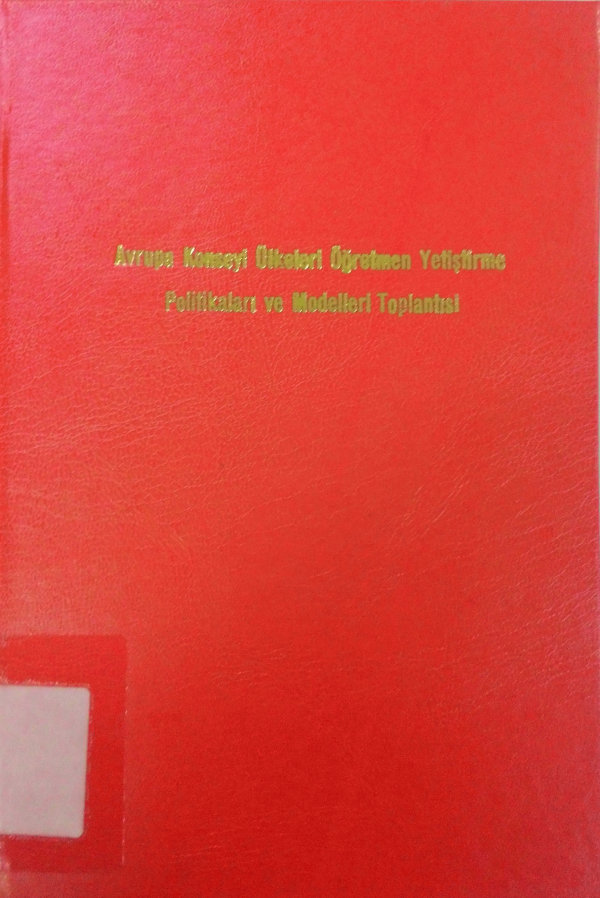 Avrupa Konseyi Ülkeleri Öğretmen Yetiştirme
Politikaları ve Modelleri Toplantısı